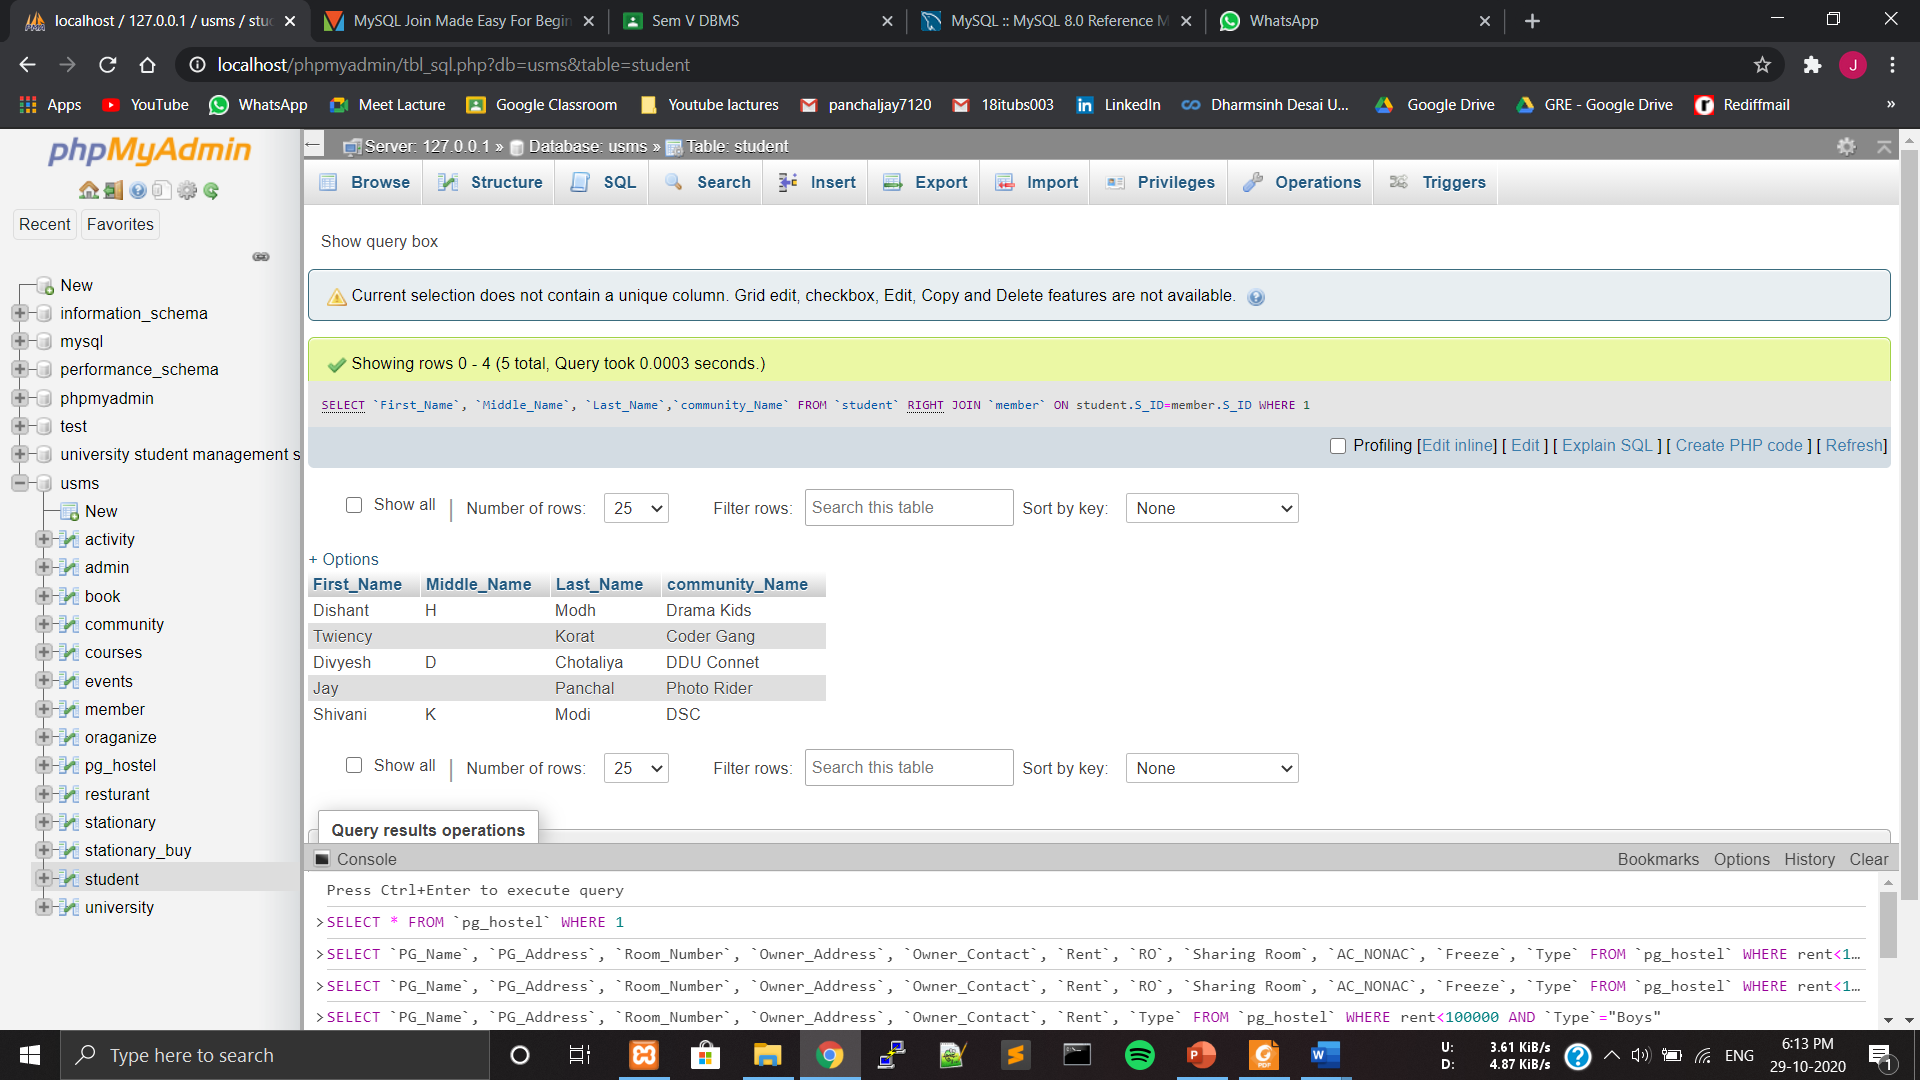 localhost / 127.0.0.1 / usms / stud
MySQL Join Made Easy For Begin
Sem V DBMS
MySQL :: MySQL 8.0 Reference M
WhatsApp
localhost/phpmyadmin/tbl_sql.php?db=usms&table=student
J
Apps
YouTube
WhatsApp
Meet Lacture
Google Classroom
Youtube lactures
panchaljay7120
18itubs003
LinkedIn
Dharmsinh Desai U...
Google Drive
GRE - Google Drive
Rediffmail
»
phpMyAdmin
Recent
Favorites
New
information_schema
mysql
performance_schema
phpmyadmin
test
university student management s
usms
New
activity
admin
book
community
courses
events
member
oraganize
pg_hostel
resturant
stationary
stationary_buy
student
university
Server: 127.0.0.1 » Database: usms » Table: student
Browse
Structure
SQL
Search
Insert
Export
Import
Privileges
Operations
Triggers
Show query box
Current selection does not contain a unique column. Grid edit, checkbox, Edit, Copy and Delete features are not available.
Showing rows 0 - 4 (5 total, Query took 0.0003 seconds.)
SELECT `First_Name`, `Middle_Name`, `Last_Name`,`community_Name` FROM `student` RIGHT JOIN `member` ON student.S_ID=member.S_ID WHERE 1
Profiling [Edit inline] [ Edit ] [ Explain SQL ] [ Create PHP code ] [ Refresh]
Show all | Number of rows: 25 Filter rows: Search this table Sort by key: None
+ Options
First_Name Middle_Name Last_Name community_Name
Dishant H Modh Drama Kids
Twiency Korat Coder Gang
Divyesh D Chotaliya DDU Connet
Jay Panchal Photo Rider
Shivani K Modi DSC
Show all | Number of rows: 25 Filter rows: Search this table Sort by key: None
Query results operations
Console
Bookmarks Options History Clear
Press Ctrl+Enter to execute query
>SELECT * FROM `pg_hostel` WHERE 1
>SELECT `PG_Name`, `PG_Address`, `Room_Number`, `Owner_Address`, `Owner_Contact`, `Rent`, `RO`, `Sharing Room`, `AC_NONAC`, `Freeze`, `Type` FROM `pg_hostel` WHERE rent<1...
>SELECT `PG_Name`, `PG_Address`, `Room_Number`, `Owner_Address`, `Owner_Contact`, `Rent`, `RO`, `Sharing Room`, `AC_NONAC`, `Freeze`, `Type` FROM `pg_hostel` WHERE rent<1...
>SELECT `PG_Name`, `PG_Address`, `Room_Number`, `Owner_Address`, `Owner_Contact`, `Rent`, `Type` FROM `pg_hostel` WHERE rent<100000 AND `Type`="Boys"
Type here to search
U: 3.61 KiB/s
D: 4.87 KiB/s
ENG
6:13 PM
29-10-2020
1